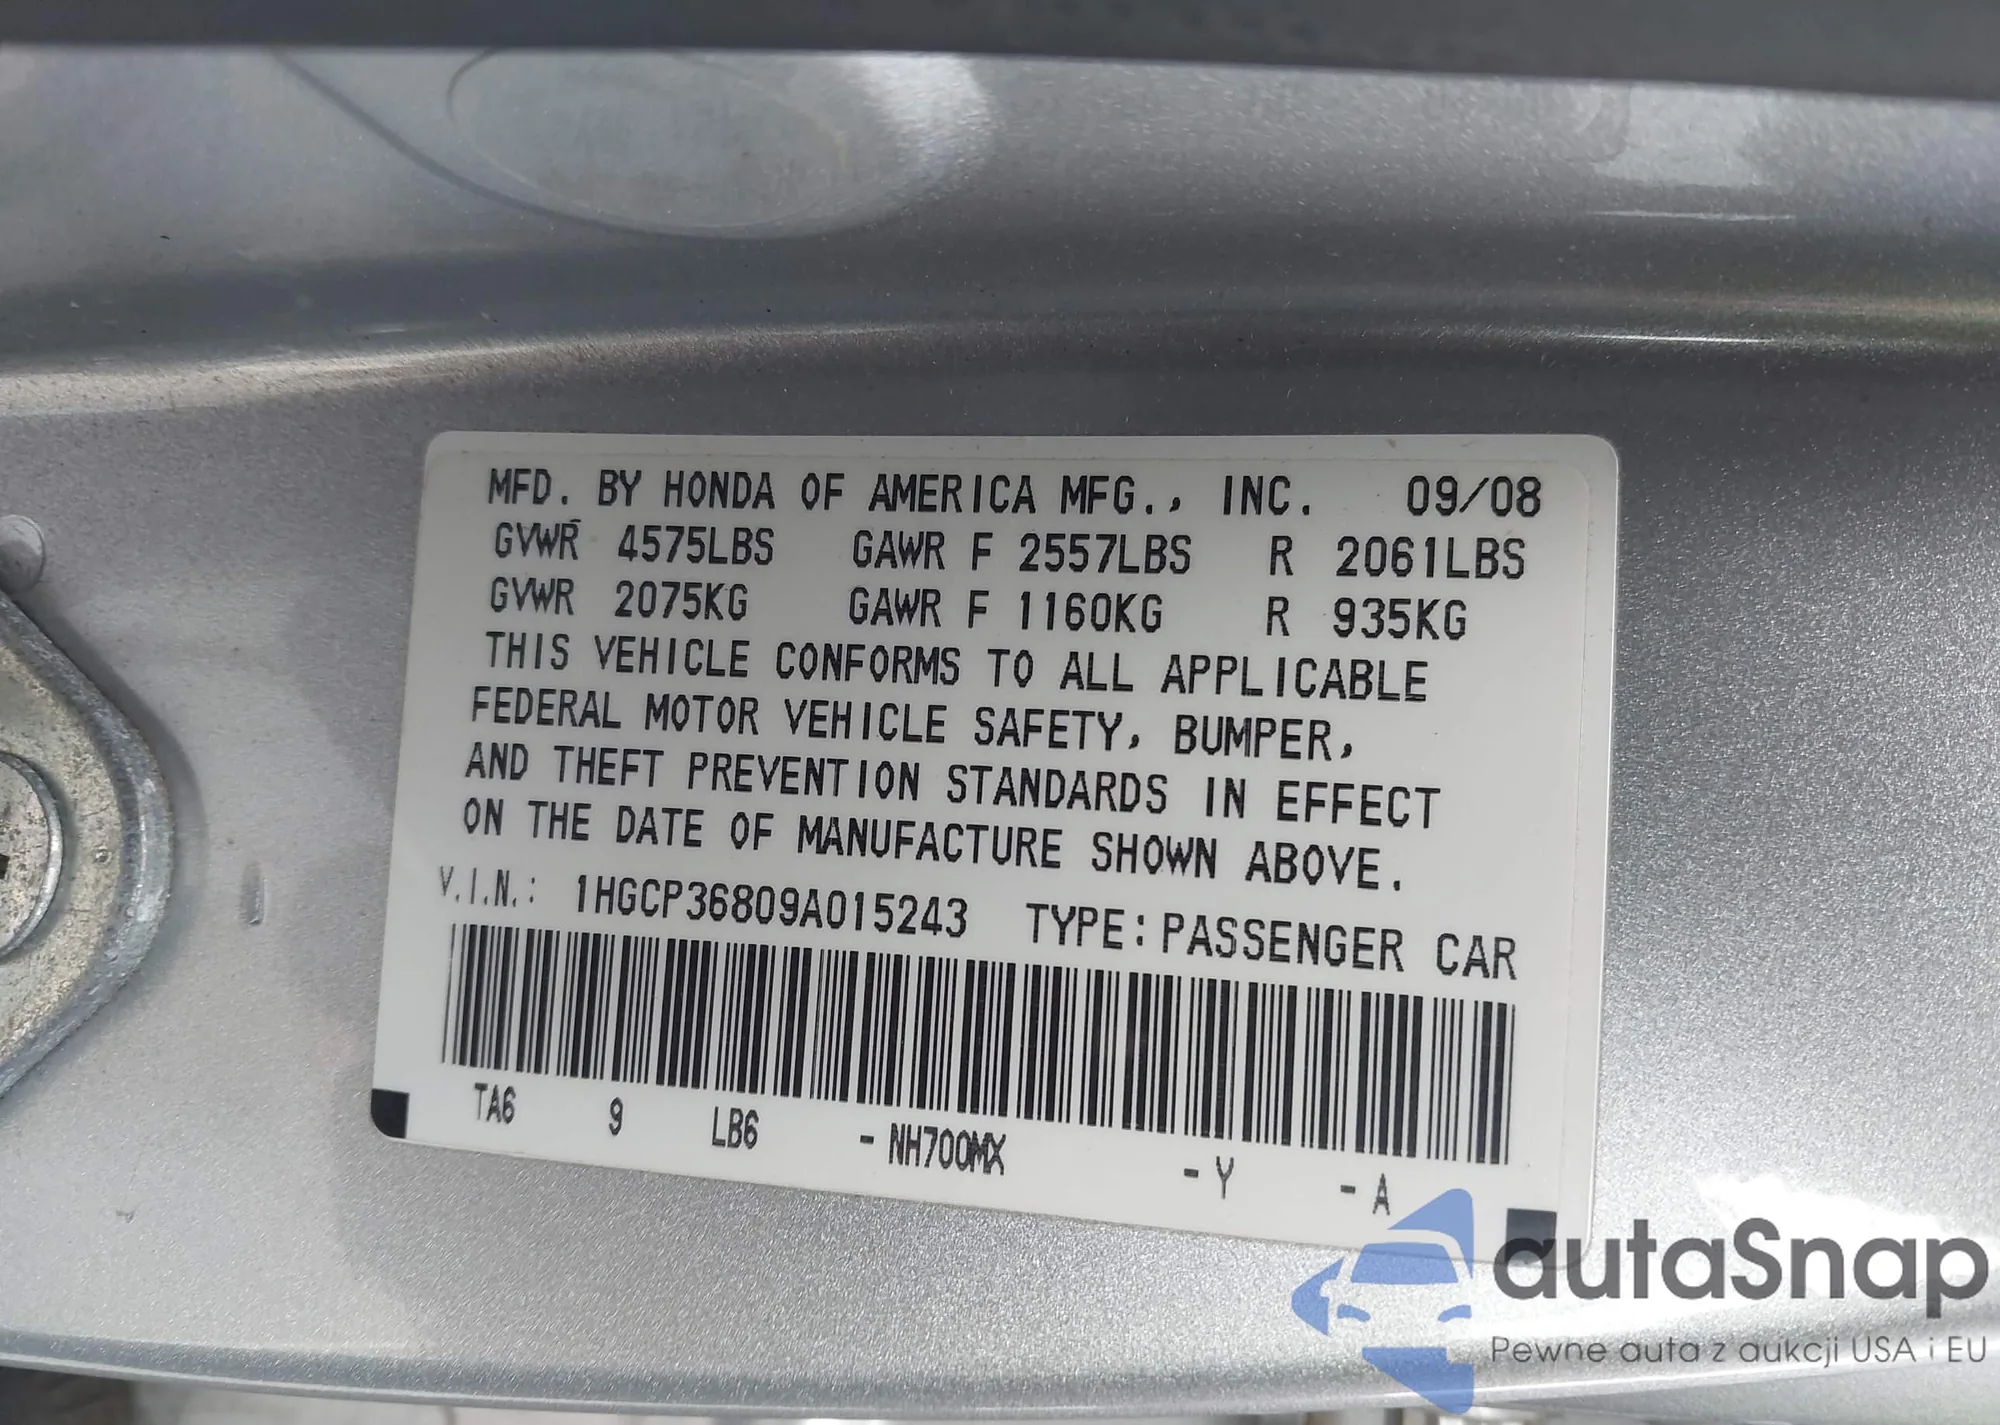 MFD. BY HONDA OF AMERICA MFG., INC. 09/08
GVWR 4575LBS GAWR F 2557LBS R 2061LBS
GVWR 2075KG GAWR F 1160KG R 935KG
THIS VEHICLE CONFORMS TO ALL APPLICABLE
FEDERAL MOTOR VEHICLE SAFETY, BUMPER,
AND THEFT PREVENTION STANDARDS IN EFFECT
ON THE DATE OF MANUFACTURE SHOWN ABOVE.
V.I.N.: 1HGCP36809A015243 TYPE: PASSENGER CAR
TA6 9 LB6 - NH700MX - Y - A
autaSnap
Pewne auta z aukcji USA i EU